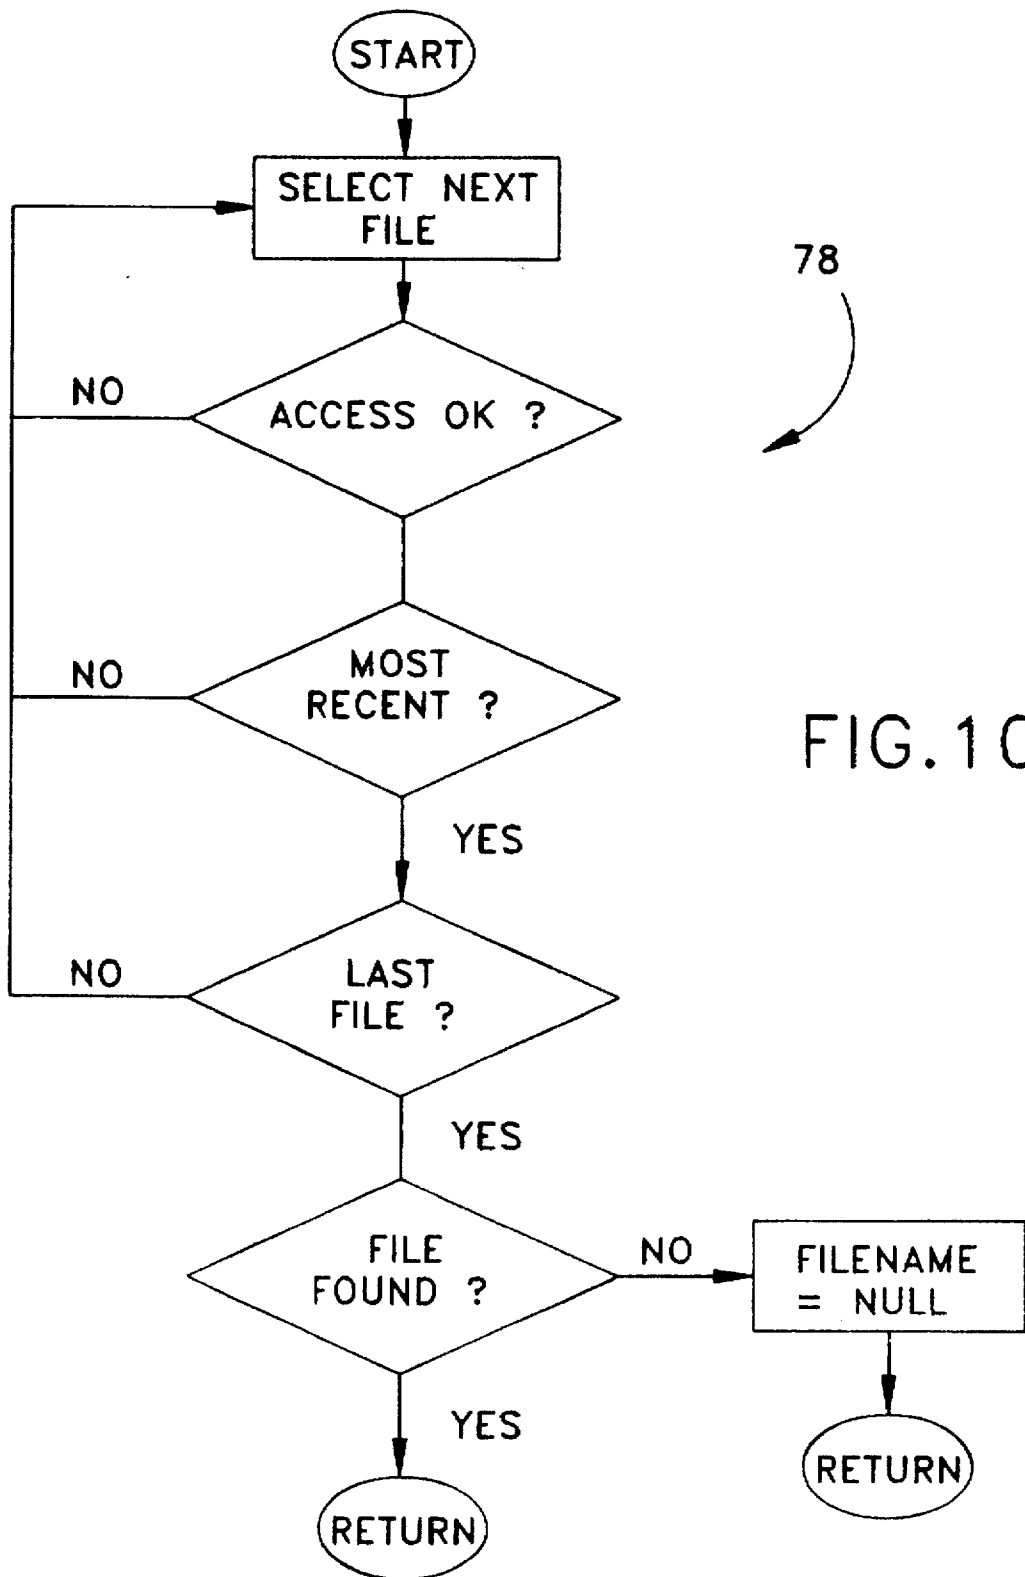 START
SELECT NEXT
FILE
78
NO
ACCESS OK ?
NO
MOST
RECENT ?
FIG.10
YES
NO
LAST
FILE ?
YES
FILE
FOUND ?
NO
FILENAME
= NULL
YES
RETURN
RETURN